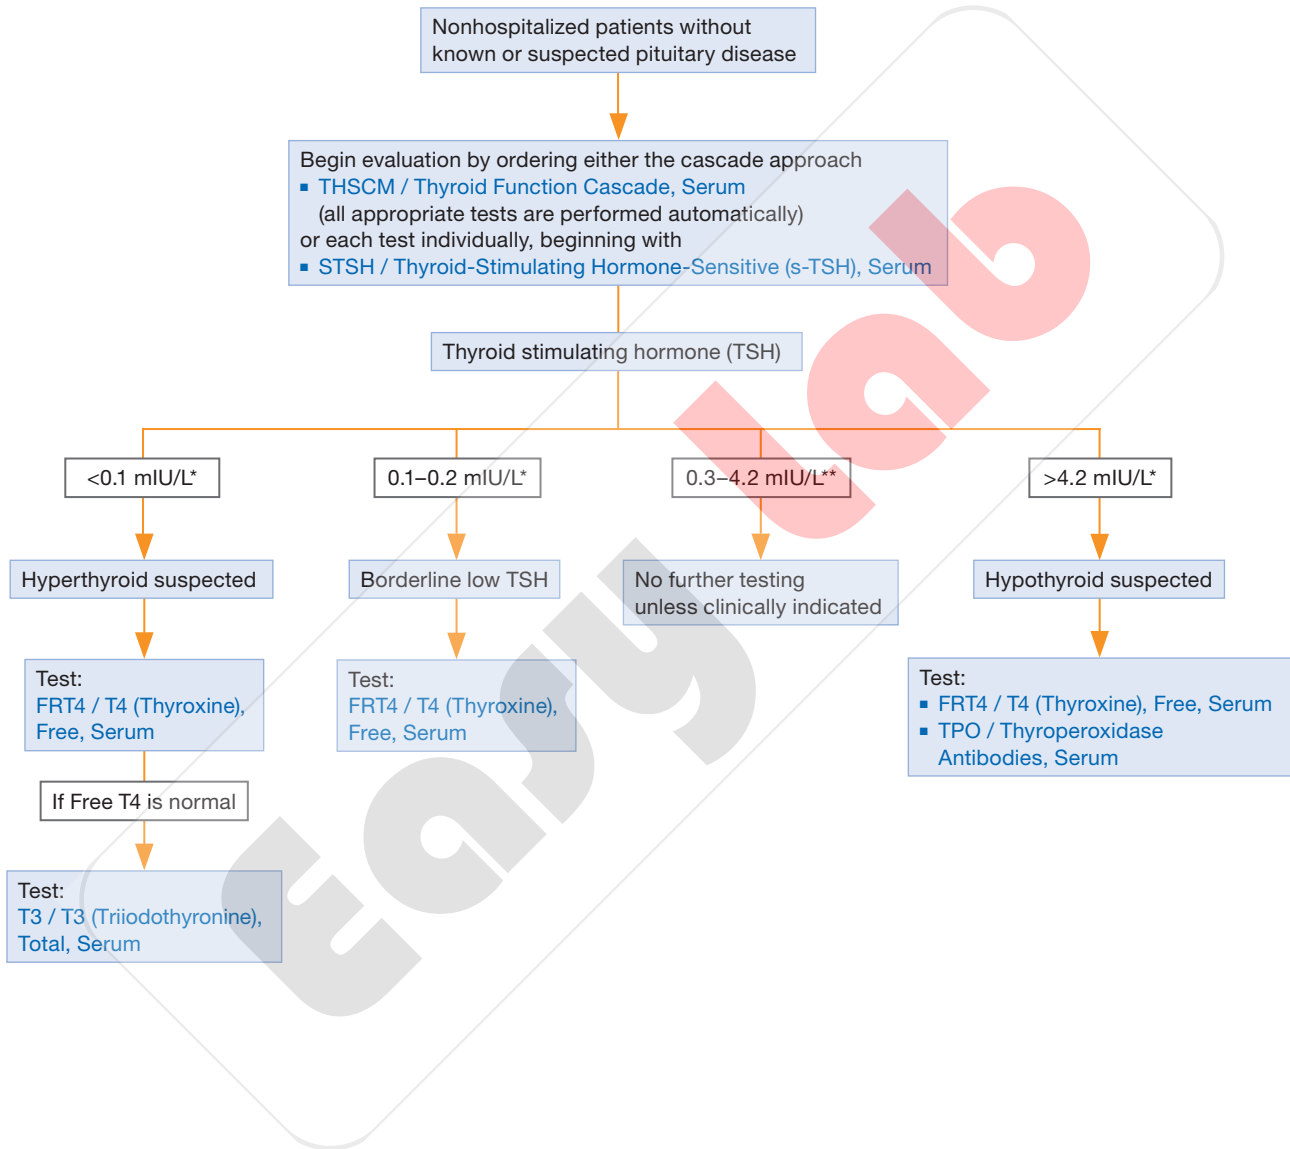 Nonhospitalized patients without
known or suspected pituitary disease
Begin evaluation by ordering either the cascade approach
▪ THSCM / Thyroid Function Cascade, Serum
(all appropriate tests are performed automatically)
or each test individually, beginning with
▪ STSH / Thyroid-Stimulating Hormone-Sensitive (s-TSH), Serum
Thyroid stimulating hormone (TSH)
<0.1 mIU/L*
0.1–0.2 mIU/L*
0.3–4.2 mIU/L**
>4.2 mIU/L*
Hyperthyroid suspected
Borderline low TSH
No further testing
unless clinically indicated
Hypothyroid suspected
Test:
FRT4 / T4 (Thyroxine),
Free, Serum
Test:
FRT4 / T4 (Thyroxine),
Free, Serum
Test:
▪ FRT4 / T4 (Thyroxine), Free, Serum
▪ TPO / Thyroperoxidase
Antibodies, Serum
If Free T4 is normal
Test:
T3 / T3 (Triiodothyronine),
Total, Serum
Easy lab